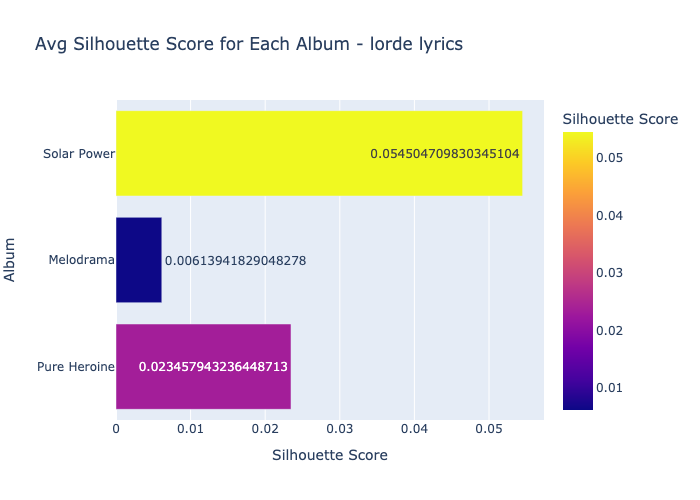 Avg Silhouette Score for Each Album - lorde lyrics
Silhouette Score
Album
Solar Power
0.054504709830345104
Melodrama
0.00613941829048278
Pure Heroine
0.023457943236448713
0 0.01 0.02 0.03 0.04 0.05
Silhouette Score
0.05
0.04
0.03
0.02
0.01